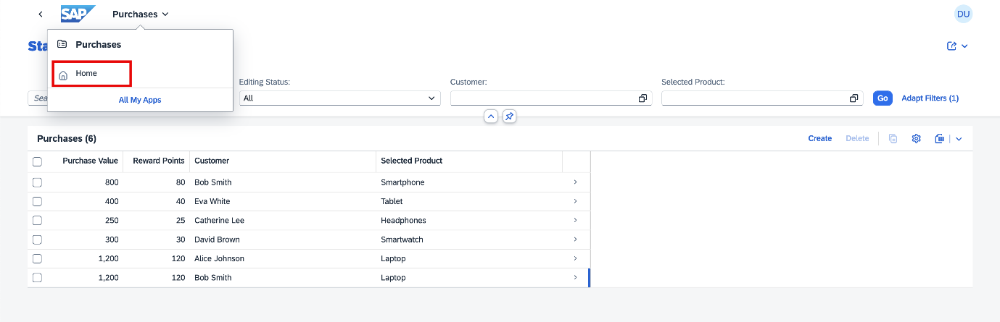 SAP
Purchases
DU
Purchases
Home
All My Apps
Editing Status:
Customer:
Selected Product:
All
Go
Adapt Filters (1)
Purchases (6)
Create
Delete
Purchase Value Reward Points Customer Selected Product
800 80 Bob Smith Smartphone
400 40 Eva White Tablet
250 25 Catherine Lee Headphones
300 30 David Brown Smartwatch
1,200 120 Alice Johnson Laptop
1,200 120 Bob Smith Laptop